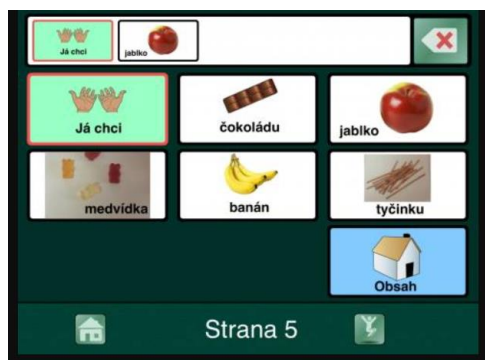 Já chci
jablko
Já chci
čokoládu
jablko
medvídka
banán
tyčinku
Obsah
Strana 5